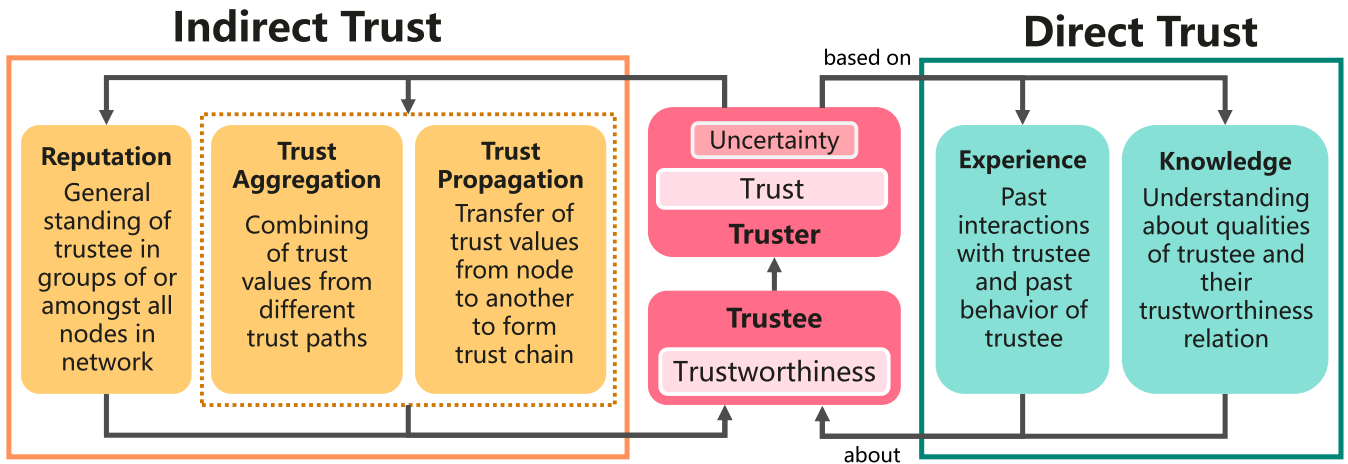 Indirect Trust
Direct Trust
based on
Reputation
General
standing of
trustee in
groups of or
amongst all
nodes in
network
Trust
Aggregation
Combining
of trust
values from
different
trust paths
Trust
Propagation
Transfer of
trust values
from node
to another
to form
trust chain
Uncertainty
Trust
Truster
Trustee
Trustworthiness
Experience
Past
interactions
with trustee
and past
behavior of
trustee
Knowledge
Understanding
about qualities
of trustee and
their
trustworthiness
relation
about